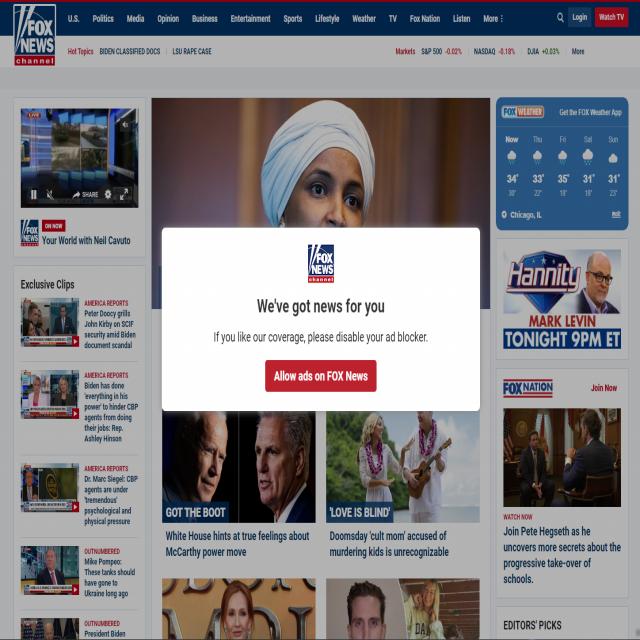 FOX
NEWS
channel
U.S.
Politics
Media
Opinion
Business
Entertainment
Sports
Lifestyle
Weather
TV
Fox Nation
Listen
More
Login
Watch TV
Hot Topics
BIDEN CLASSIFIED DOCS
LSU RAPE CASE
Markets
S&P 500 -0.02%
NASDAQ -0.18%
DJIA +0.03%
More
LIVE
SHARE
FOX
NEWS
ON NOW
Your World with Neil Cavuto
Exclusive Clips
AMERICA REPORTS
Peter Doocy grills
John Kirby on SCIF
security amid Biden
document scandal
AMERICA REPORTS
Biden has done
'everything in his
power' to hinder CBP
agents from doing
their jobs: Rep.
Ashley Hinson
AMERICA REPORTS
Dr. Marc Siegel: CBP
agents are under
'tremendous'
psychological and
physical pressure
OUTNUMBERED
Mike Pompeo:
These tanks should
have gone to
Ukraine long ago
OUTNUMBERED
President Biden
FOX
NEWS
channel
We've got news for you
If you like our coverage, please disable your ad blocker.
Allow ads on FOX News
GOT THE BOOT
White House hints at true feelings about
McCarthy power move
'LOVE IS BLIND'
Doomsday 'cult mom' accused of
murdering kids is unrecognizable
FOX WEATHER
Get the FOX Weather App
Now Thu Fri Sat Sun
34° 33° 35° 31° 31°
30° 22° 18° 18° 23°
Chicago, IL
Hannity
MARK LEVIN
TONIGHT 9PM ET
FOX NATION
Join Now
WATCH NOW
Join Pete Hegseth as he
uncovers more secrets about the
progressive take-over of
schools.
EDITORS' PICKS